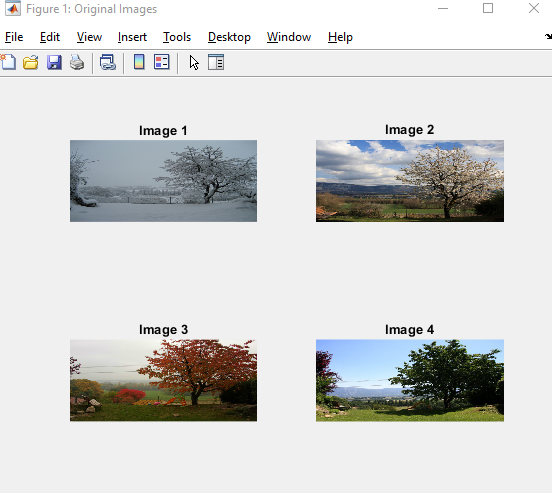 Figure 1: Original Images
File Edit View Insert Tools Desktop Window Help
Image 1 Image 2
Image 3 Image 4